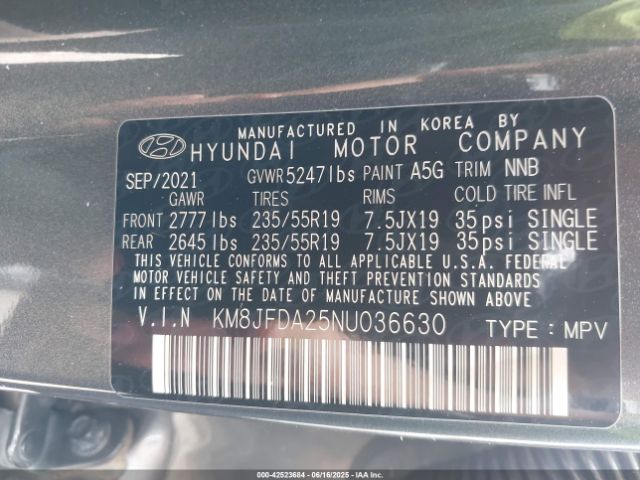 MANUFACTURED IN KOREA BY
HYUNDAI MOTOR COMPANY
SEP/2021 GVWR 5247lbs PAINT A5G TRIM NNB
GAWR TIRES RIMS COLD TIRE INFL
FRONT 2777 lbs 235/55R19 7.5JX19 35psi SINGLE
REAR 2645 lbs 235/55R19 7.5JX19 35psi SINGLE
THIS VEHICLE CONFORMS TO ALL APPLICABLE U.S.A. FEDERAL
MOTOR VEHICLE SAFETY AND THEFT PREVENTION STANDARDS
IN EFFECT ON THE DATE OF MANUFACTURE SHOWN ABOVE
V.I.N KM8JFDA25NU036630 TYPE : MPV
000-42523684 | 06/16/2025 | Copyright © IAA